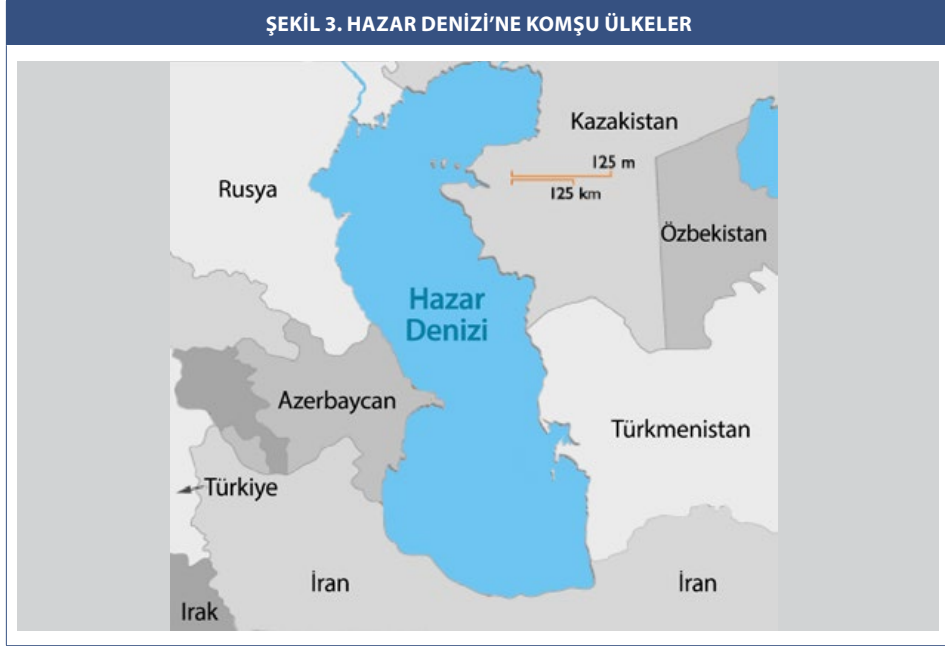 ŞEKİL 3. HAZAR DENİZİ’NE KOMŞU ÜLKELER
Kazakistan
125 m
125 km
Rusya
Özbekistan
Hazar
Denizi
Azerbaycan
Türkmenistan
Türkiye
İran
İran
Irak